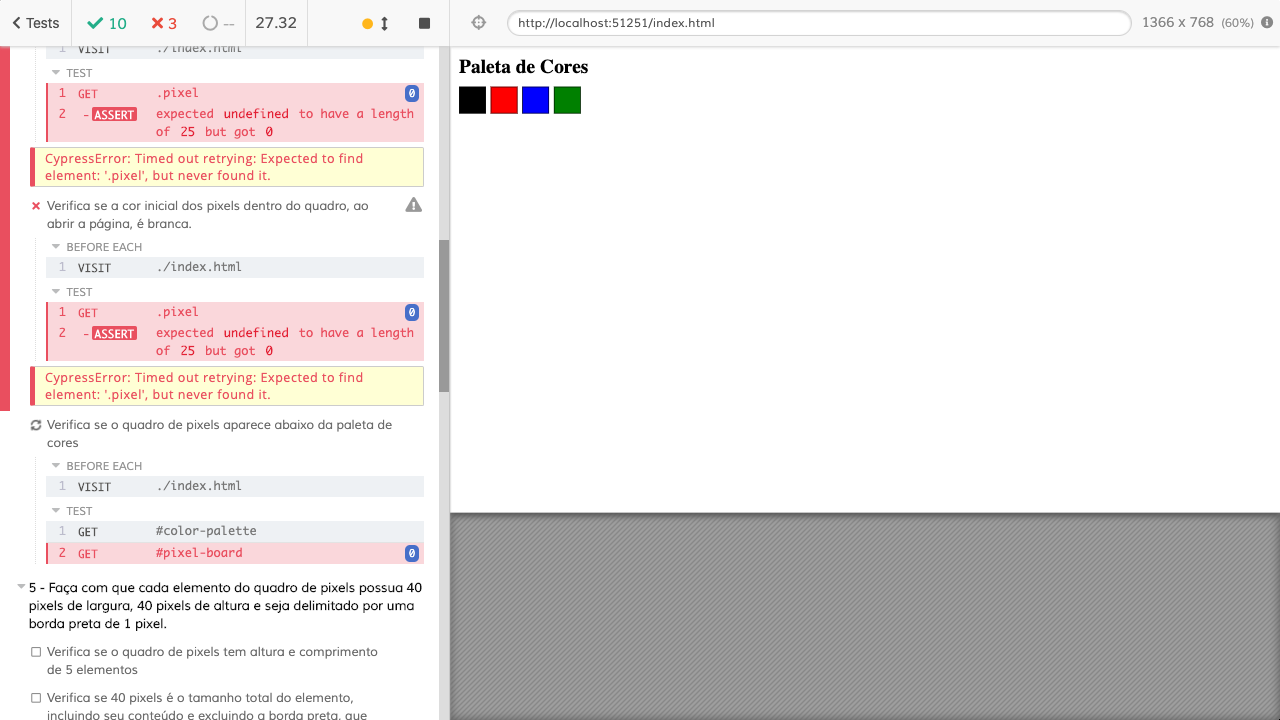 Tests 10 3 -- 27.32 http://localhost:51251/index.html 1366 x 768 (60%)
1 VISIT ./index.html
TEST
1 GET .pixel 0
2 -ASSERT expected undefined to have a length
of 25 but got 0
CypressError: Timed out retrying: Expected to find
element: '.pixel', but never found it.
Verifica se a cor inicial dos pixels dentro do quadro, ao
abrir a página, é branca.
BEFORE EACH
1 VISIT ./index.html
TEST
1 GET .pixel 0
2 -ASSERT expected undefined to have a length
of 25 but got 0
CypressError: Timed out retrying: Expected to find
element: '.pixel', but never found it.
Verifica se o quadro de pixels aparece abaixo da paleta de
cores
BEFORE EACH
1 VISIT ./index.html
TEST
1 GET #color-palette
2 GET #pixel-board 0
5 - Faça com que cada elemento do quadro de pixels possua 40
pixels de largura, 40 pixels de altura e seja delimitado por uma
borda preta de 1 pixel.
Verifica se o quadro de pixels tem altura e comprimento
de 5 elementos
Verifica se 40 pixels é o tamanho total do elemento,
incluindo seu conteúdo e excluindo a borda preta, que
Paleta de Cores